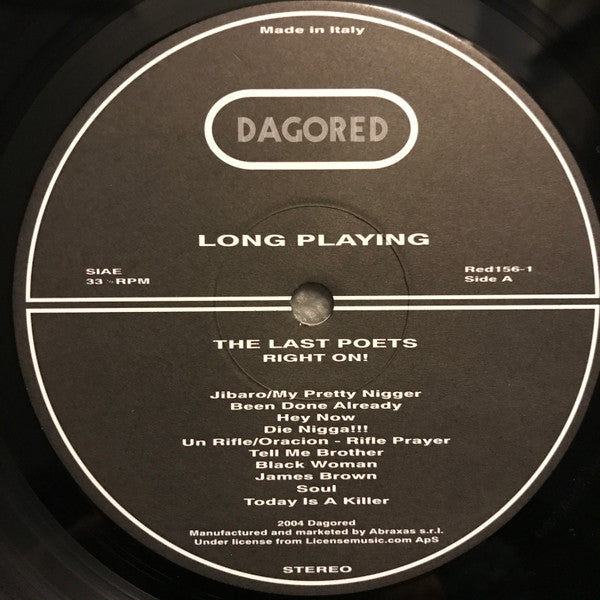 Made in Italy
DAGORED
LONG PLAYING
SIAE
33 ⅓ RPM
Red156-1
Side A
THE LAST POETS
RIGHT ON!
Jibaro/My Pretty Nigger
Been Done Already
Hey Now
Die Nigga!!!
Un Rifle/Oracion - Rifle Prayer
Tell Me Brother
Black Woman
James Brown
Soul
Today Is A Killer
2004 Dagored
Manufactured and marketed by Abraxas s.r.l.
Under license from Licensemusic.com ApS
STEREO